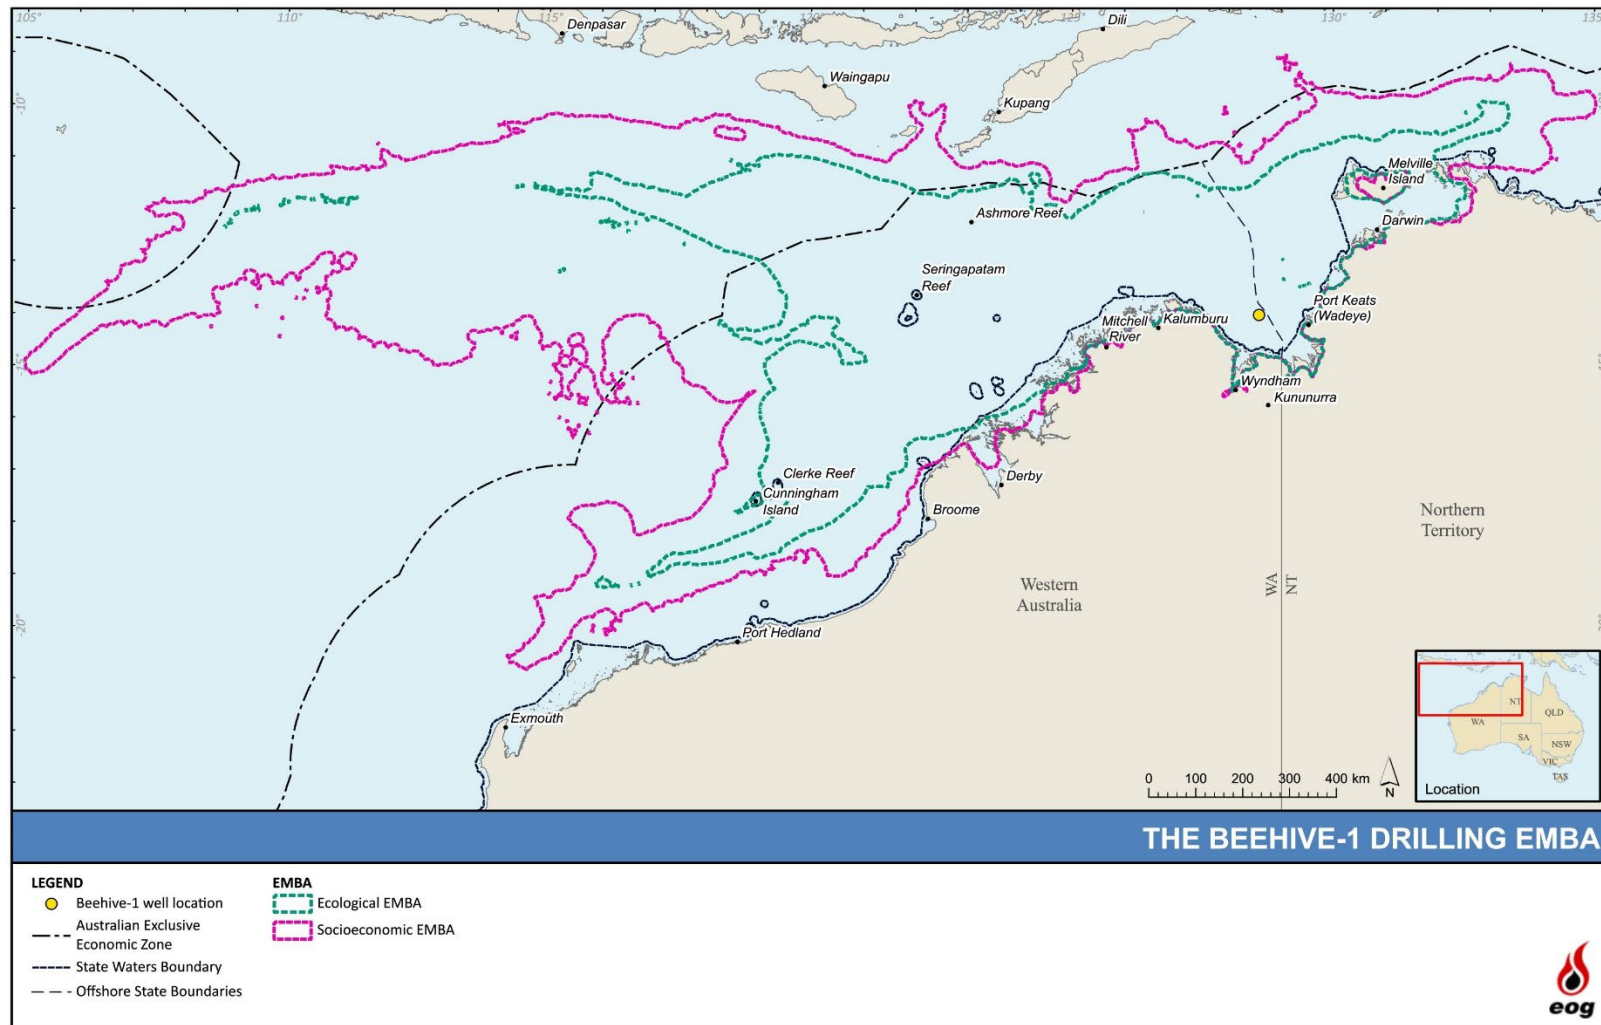 105°
110°
115°
120°
125°
130°
135°
-10°
-15°
-20°
Denpasar
Dili
Waingapu
Kupang
Melville
Island
Ashmore Reef
Darwin
Seringapatam
Reef
Port Keats
(Wadeye)
Mitchell
River
Kalumburu
Wyndham
Kununurra
Clerke Reef
Cunningham
Island
Derby
Broome
Northern
Territory
Western
Australia
WA
NT
Port Hedland
Exmouth
0 100 200 300 400 km
N
NT
WA
QLD
SA
NSW
VIC
TAS
Location
THE BEEHIVE-1 DRILLING EMBA
LEGEND
Beehive-1 well location
Australian Exclusive
Economic Zone
State Waters Boundary
Offshore State Boundaries
EMBA
Ecological EMBA
Socioeconomic EMBA
eog